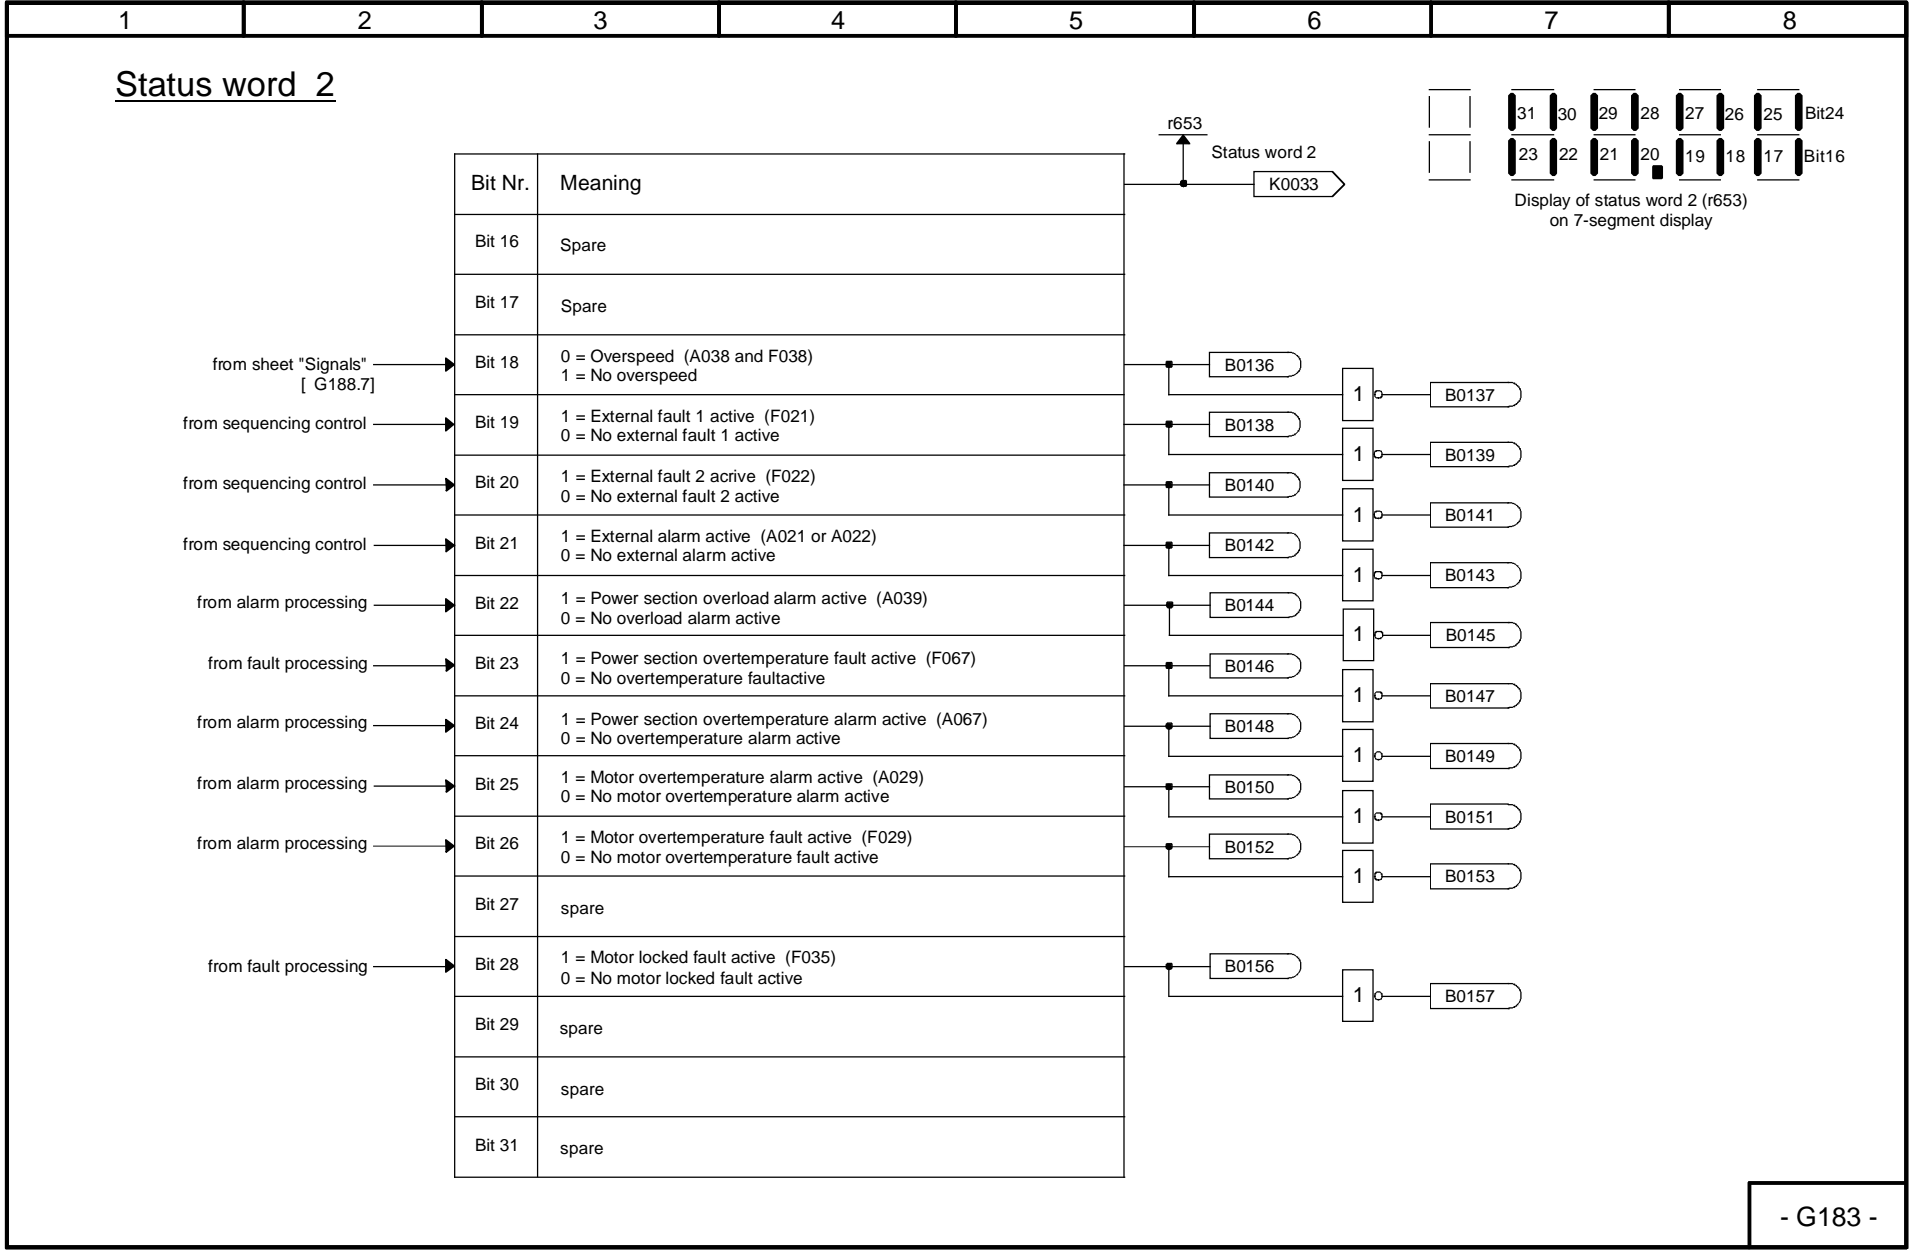 1 2 3 4 5 6 7 8
Status word 2
r653
Status word 2
K0033
31 30 29 28 27 26 25 Bit24
23 22 21 20 19 18 17 Bit16
Display of status word 2 (r653)
on 7-segment display
Bit Nr. Meaning
Bit 16 Spare
Bit 17 Spare
from sheet "Signals"
[ G188.7]
Bit 18 0 = Overspeed (A038 and F038)
1 = No overspeed
B0136
1 B0137
from sequencing control Bit 19 1 = External fault 1 active (F021)
0 = No external fault 1 active
B0138
1 B0139
from sequencing control Bit 20 1 = External fault 2 acrive (F022)
0 = No external fault 2 active
B0140
1 B0141
from sequencing control Bit 21 1 = External alarm active (A021 or A022)
0 = No external alarm active
B0142
1 B0143
from alarm processing Bit 22 1 = Power section overload alarm active (A039)
0 = No overload alarm active
B0144
1 B0145
from fault processing Bit 23 1 = Power section overtemperature fault active (F067)
0 = No overtemperature faultactive
B0146
1 B0147
from alarm processing Bit 24 1 = Power section overtemperature alarm active (A067)
0 = No overtemperature alarm active
B0148
1 B0149
from alarm processing Bit 25 1 = Motor overtemperature alarm active (A029)
0 = No motor overtemperature alarm active
B0150
1 B0151
from alarm processing Bit 26 1 = Motor overtemperature fault active (F029)
0 = No motor overtemperature fault active
B0152
1 B0153
Bit 27 spare
from fault processing Bit 28 1 = Motor locked fault active (F035)
0 = No motor locked fault active
B0156
1 B0157
Bit 29 spare
Bit 30 spare
Bit 31 spare
- G183 -